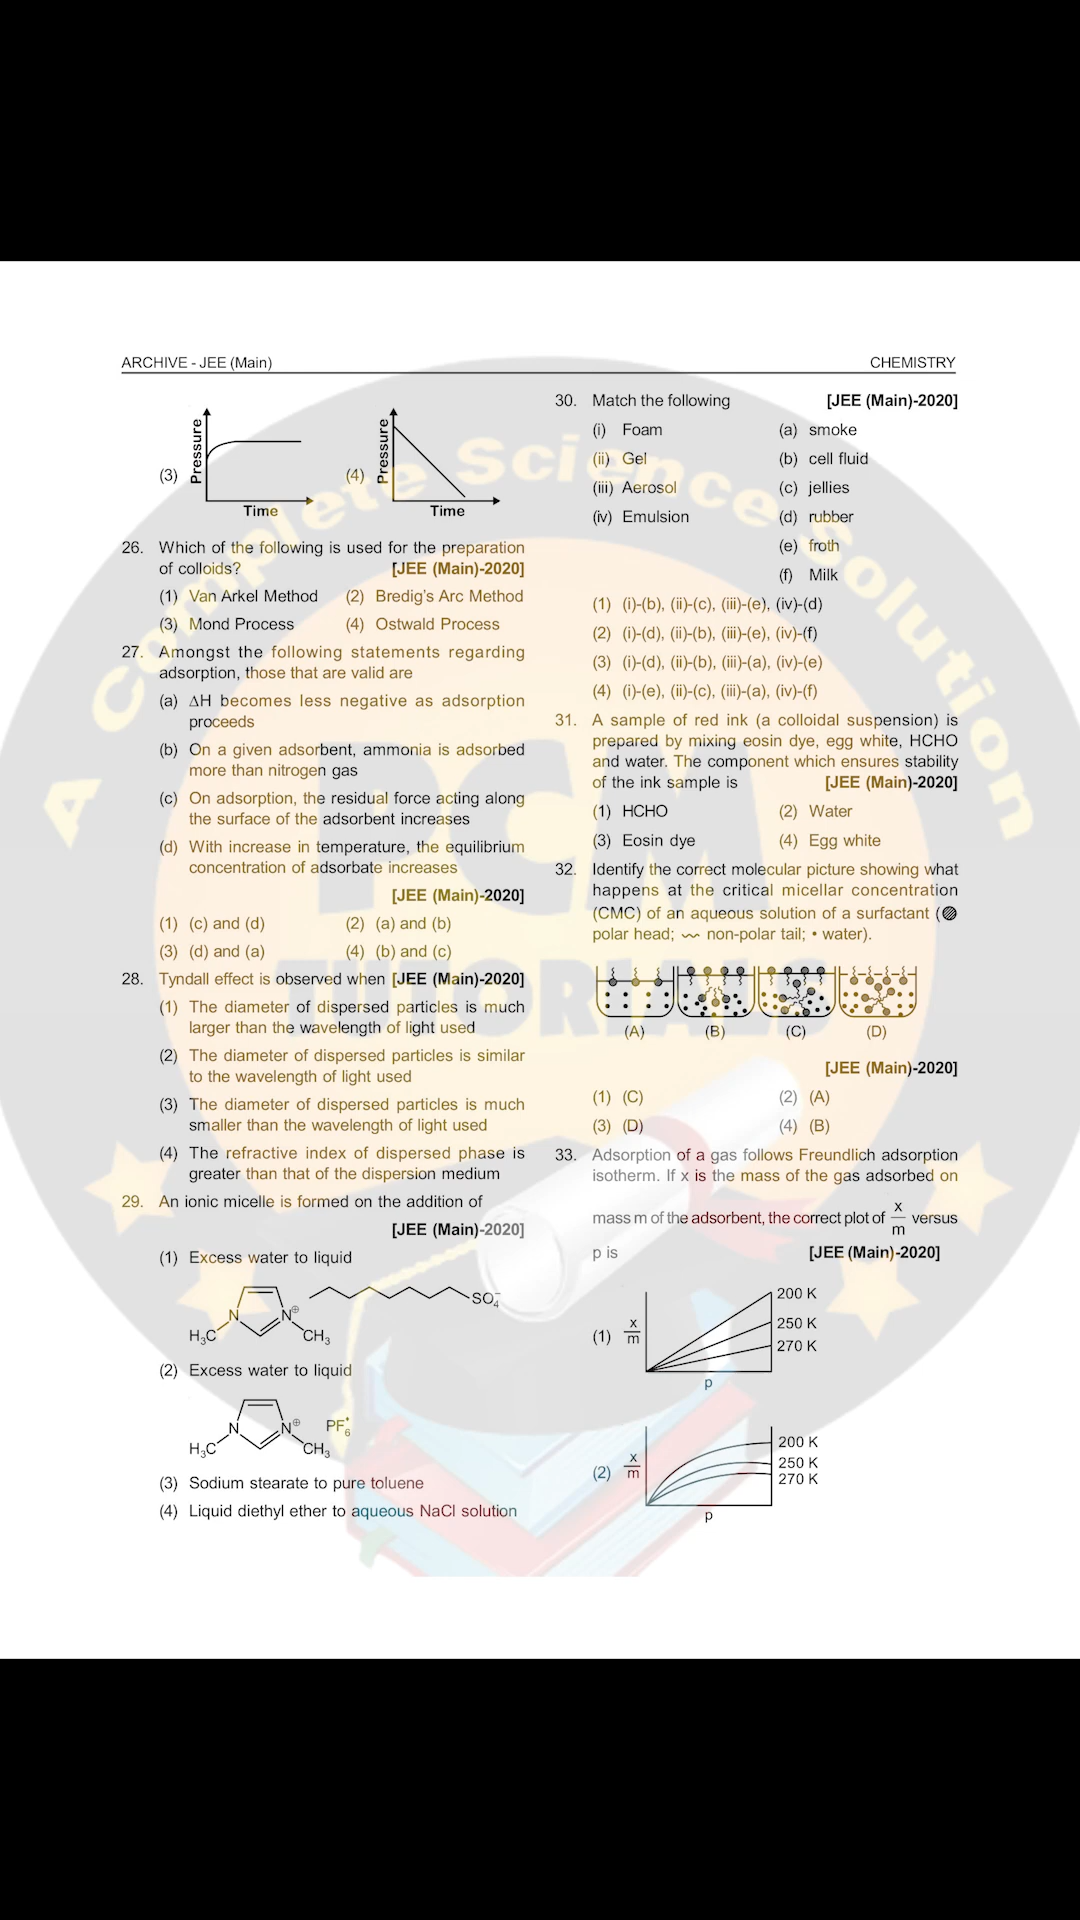 ARCHIVE - JEE (Main)
CHEMISTRY
(3)
Pressure
Time
(4)
Pressure
Time
26. Which of the following is used for the preparation
of colloids? [JEE (Main)-2020]
(1) Van Arkel Method (2) Bredig's Arc Method
(3) Mond Process (4) Ostwald Process
27. Amongst the following statements regarding
adsorption, those that are valid are
(a) ΔH becomes less negative as adsorption
proceeds
(b) On a given adsorbent, ammonia is adsorbed
more than nitrogen gas
(c) On adsorption, the residual force acting along
the surface of the adsorbent increases
(d) With increase in temperature, the equilibrium
concentration of adsorbate increases
[JEE (Main)-2020]
(1) (c) and (d) (2) (a) and (b)
(3) (d) and (a) (4) (b) and (c)
28. Tyndall effect is observed when [JEE (Main)-2020]
(1) The diameter of dispersed particles is much
larger than the wavelength of light used
(2) The diameter of dispersed particles is similar
to the wavelength of light used
(3) The diameter of dispersed particles is much
smaller than the wavelength of light used
(4) The refractive index of dispersed phase is
greater than that of the dispersion medium
29. An ionic micelle is formed on the addition of
[JEE (Main)-2020]
(1) Excess water to liquid
N N⊕ SO₄⁻
H₃C CH₃
(2) Excess water to liquid
N N⊕ PF₆
H₃C CH₃
(3) Sodium stearate to pure toluene
(4) Liquid diethyl ether to aqueous NaCl solution
30. Match the following [JEE (Main)-2020]
(i) Foam (a) smoke
(ii) Gel (b) cell fluid
(iii) Aerosol (c) jellies
(iv) Emulsion (d) rubber
(e) froth
(f) Milk
(1) (i)-(b), (ii)-(c), (iii)-(e), (iv)-(d)
(2) (i)-(d), (ii)-(b), (iii)-(e), (iv)-(f)
(3) (i)-(d), (ii)-(b), (iii)-(a), (iv)-(e)
(4) (i)-(e), (ii)-(c), (iii)-(a), (iv)-(f)
31. A sample of red ink (a colloidal suspension) is
prepared by mixing eosin dye, egg white, HCHO
and water. The component which ensures stability
of the ink sample is [JEE (Main)-2020]
(1) HCHO (2) Water
(3) Eosin dye (4) Egg white
32. Identify the correct molecular picture showing what
happens at the critical micellar concentration
(CMC) of an aqueous solution of a surfactant (
polar head; non-polar tail; • water).
(A) (B) (C) (D)
[JEE (Main)-2020]
(1) (C) (2) (A)
(3) (D) (4) (B)
33. Adsorption of a gas follows Freundlich adsorption
isotherm. If x is the mass of the gas adsorbed on
mass m of the adsorbent, the correct plot of x/m versus
p is [JEE (Main)-2020]
(1) x/m
200 K
250 K
270 K
p
(2) x/m
200 K
250 K
270 K
p
A Complete Science Solution
PCM
TUTORIALS